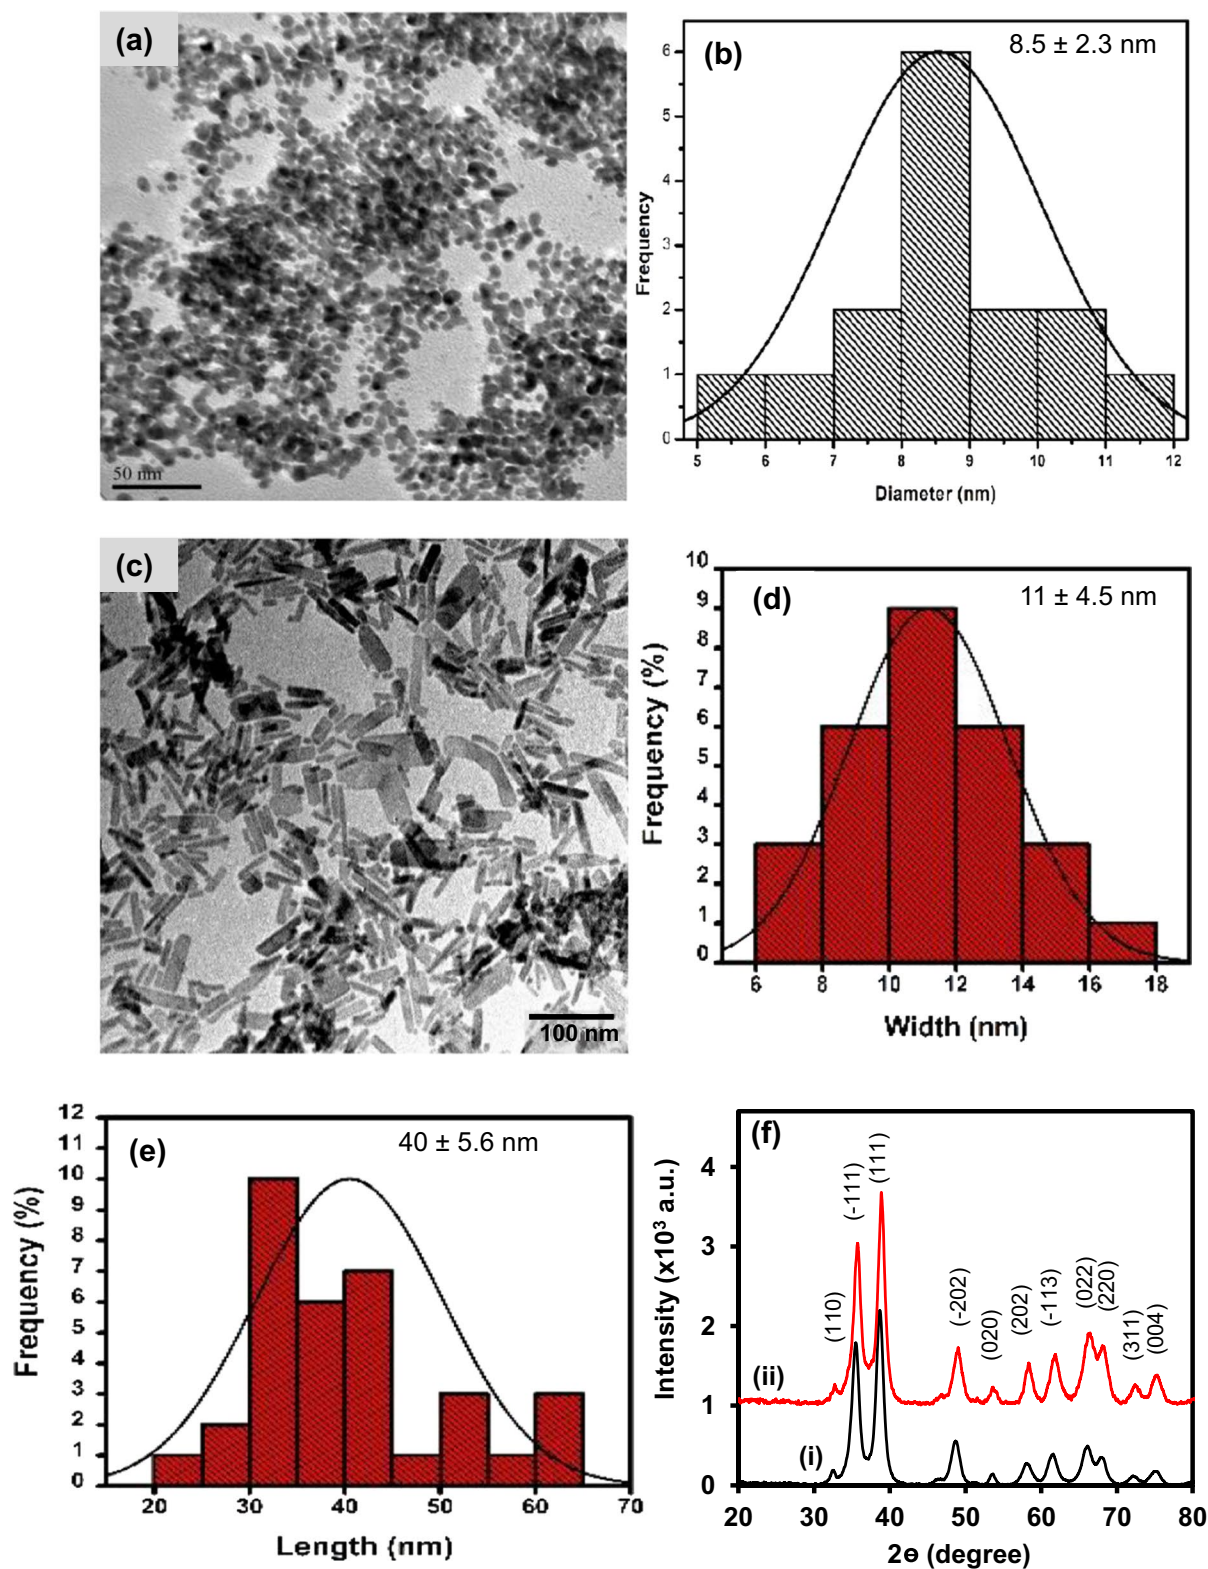 (a)
50 nm
(b)
8.5 ± 2.3 nm
Frequency
6
5
4
3
2
1
0
5 6 7 8 9 10 11 12
Diameter (nm)
(c)
100 nm
(d)
11 ± 4.5 nm
Frequency (%)
10
9
8
7
6
5
4
3
2
1
0
6 8 10 12 14 16 18
Width (nm)
(e)
40 ± 5.6 nm
Frequency (%)
12
11
10
9
8
7
6
5
4
3
2
1
0
20 30 40 50 60 70
Length (nm)
(f)
Intensity (x10³ a.u.)
4
3
2
1
0
(110)
(-111)
(111)
(-202)
(020)
(202)
(-113)
(022)
(220)
(311)
(004)
(ii)
(i)
20 30 40 50 60 70 80
2ɵ (degree)